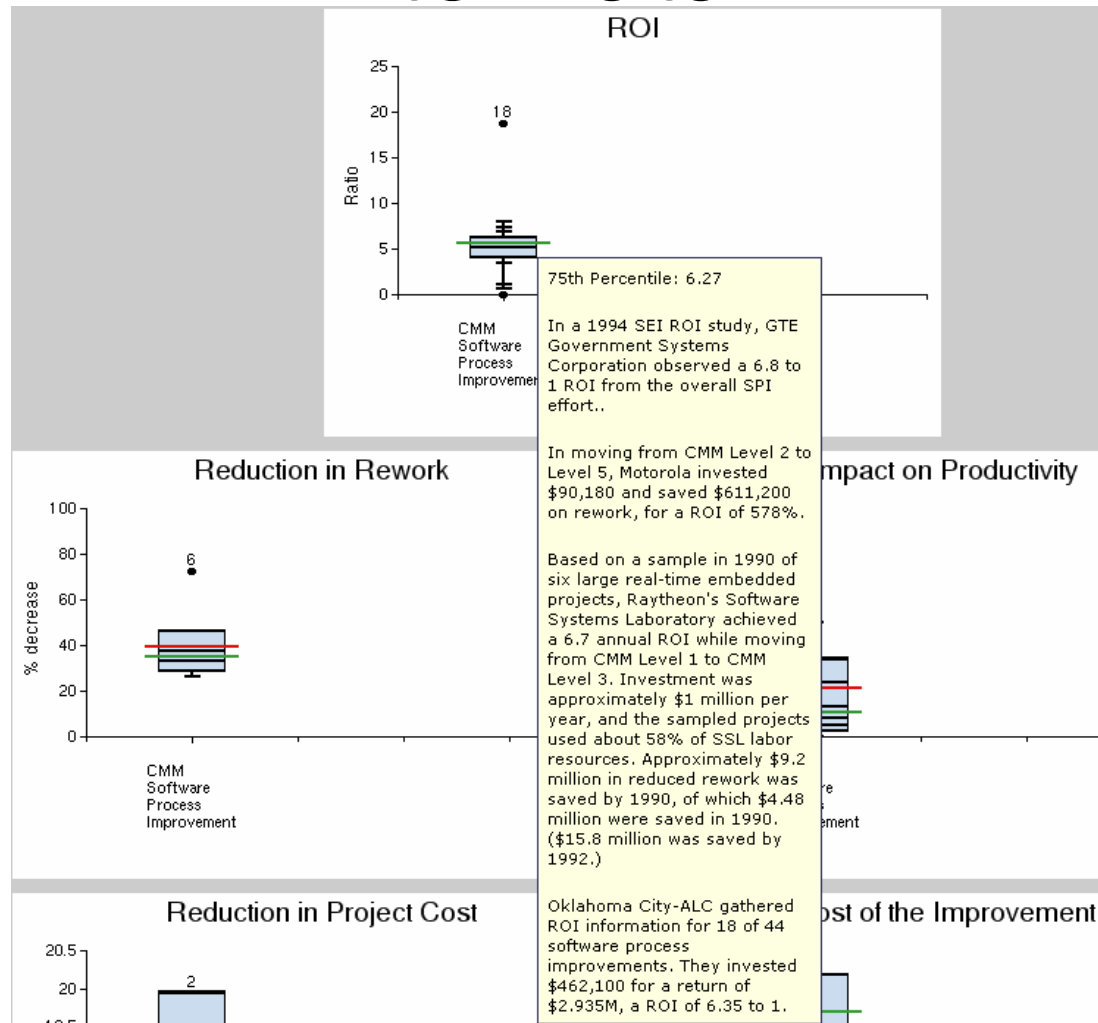 ROI
25
20
15
10
5
0
Ratio
18
CMM
Software
Process
75th Percentile: 6.27
In a 1994 SEI ROI study, GTE
Government Systems
Corporation observed a 6.8 to
1 ROI from the overall SPI
effort..
In moving from CMM Level 2 to
Level 5, Motorola invested
$90,180 and saved $611,200
on rework, for a ROI of 578%.
Based on a sample in 1990 of
six large real-time embedded
projects, Raytheon's Software
Systems Laboratory achieved
a 6.7 annual ROI while moving
from CMM Level 1 to CMM
Level 3. Investment was
approximately $1 million per
year, and the sampled projects
used about 58% of SSL labor
resources. Approximately $9.2
million in reduced rework was
saved by 1990, of which $4.48
million were saved in 1990.
($15.8 million was saved by
1992.)
Oklahoma City-ALC gathered
ROI information for 18 of 44
software process
improvements. They invested
$462,100 for a return of
$2.935M, a ROI of 6.35 to 1.
Reduction in Rework
100
80
60
40
20
0
% decrease
6
CMM
Software
Process
Improvement
mpact on Productivity
re
ement
Reduction in Project Cost
20.5
20
2
ost of the Improvement